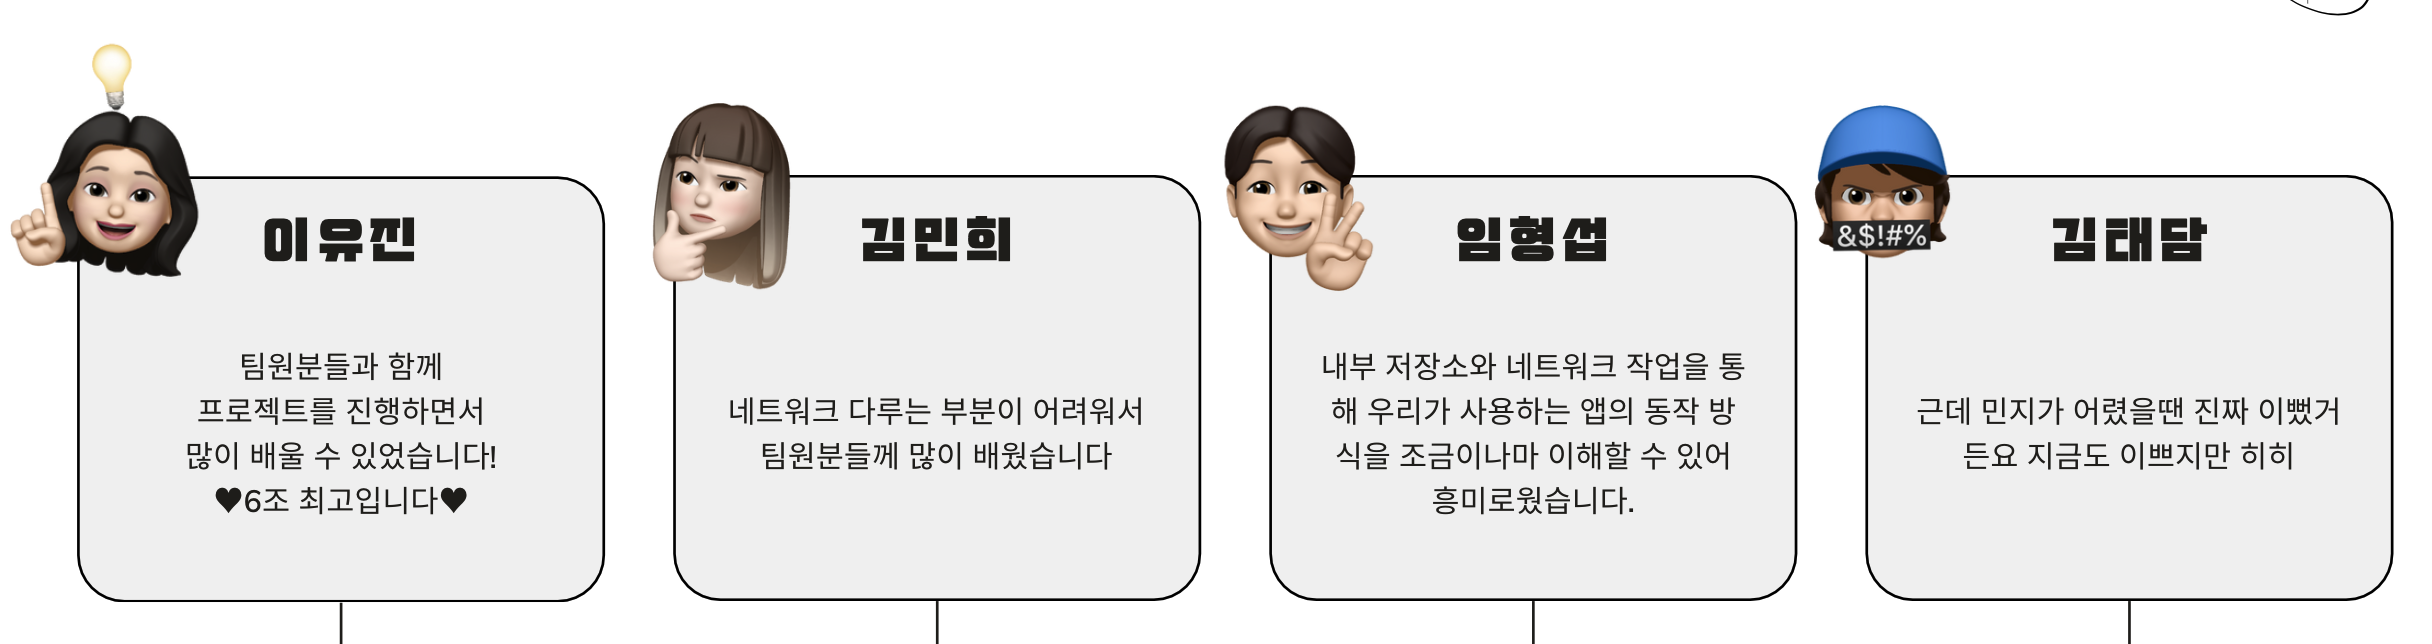 이유진
팀원분들과 함께
프로젝트를 진행하면서
많이 배울 수 있었습니다!
♥6조 최고입니다♥
김민희
네트워크 다루는 부분이 어려워서
팀원분들께 많이 배웠습니다
임형섭
내부 저장소와 네트워크 작업을 통
해 우리가 사용하는 앱의 동작 방
식을 조금이나마 이해할 수 있어
흥미로웠습니다.
&$!#%
김태담
근데 민지가 어렸을땐 진짜 이뻤거
든요 지금도 이쁘지만 히히